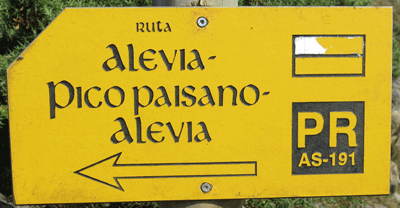 Ruta
Alevia-
Pico Paisano-
Alevia
PR
AS-191